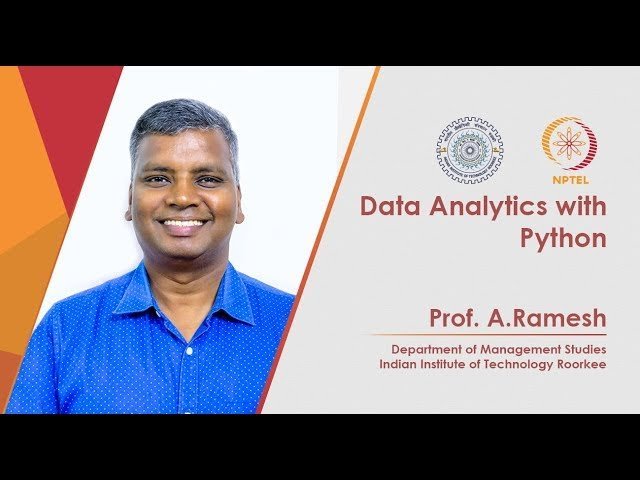 NPTEL
Data Analytics with
Python
Prof. A.Ramesh
Department of Management Studies
Indian Institute of Technology Roorkee